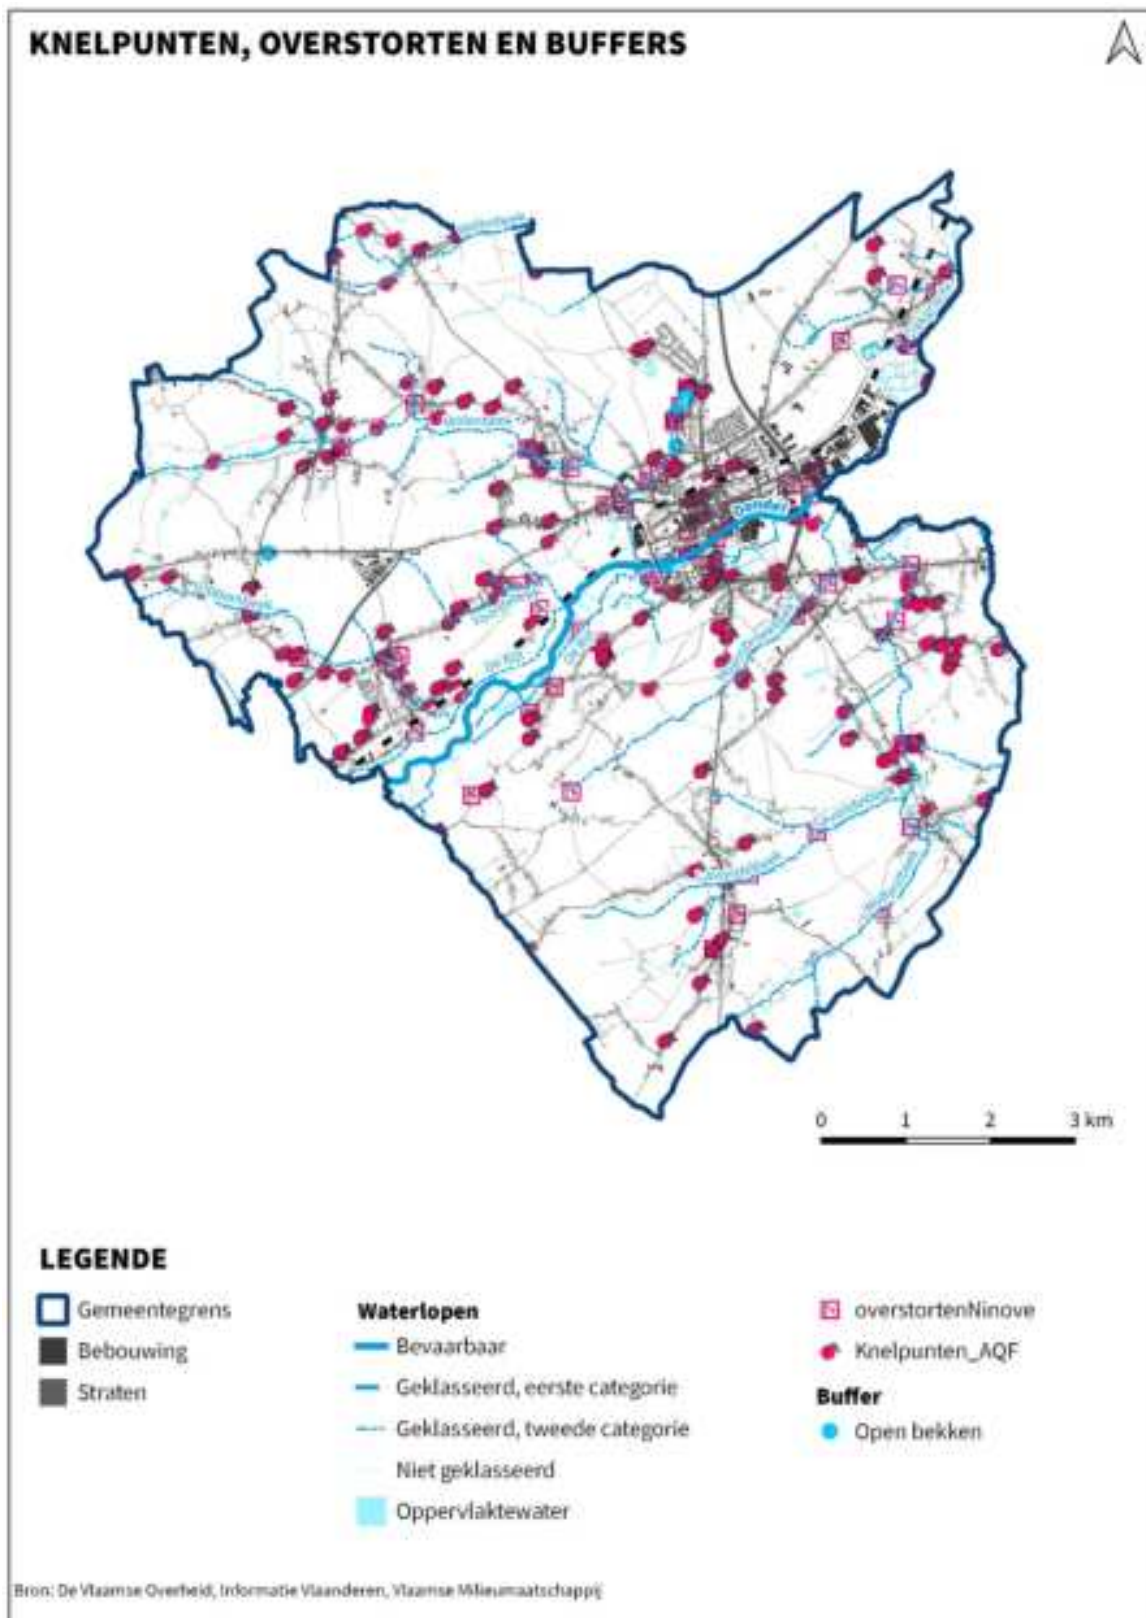 KNELPUNTEN, OVERSTORTEN EN BUFFERS
Dender
0 1 2 3 km
LEGENDE
Gemeentegrens
Bebouwing
Straten
Waterlopen
Bevaarbaar
Geklasseerd, eerste categorie
Geklasseerd, tweede categorie
Niet geklasseerd
Oppervlaktewater
overstortenNinove
Knelpunten_AQF
Buffer
Open bekken
Bron: De Vlaamse Overheid, Informatie Vlaanderen, Vlaamse Milieumaatschappij